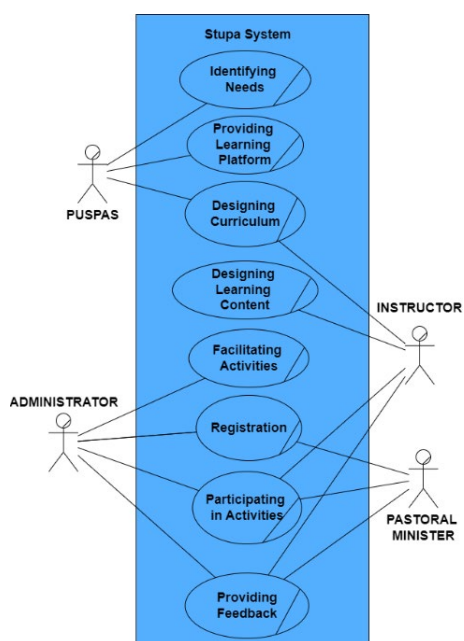 Stupa System
Identifying
Needs
Providing
Learning
Platform
PUSPAS
Designing
Curriculum
Designing
Learning
Content
INSTRUCTOR
Facilitating
Activities
ADMINISTRATOR
Registration
Participating
in Activities
PASTORAL
MINISTER
Providing
Feedback